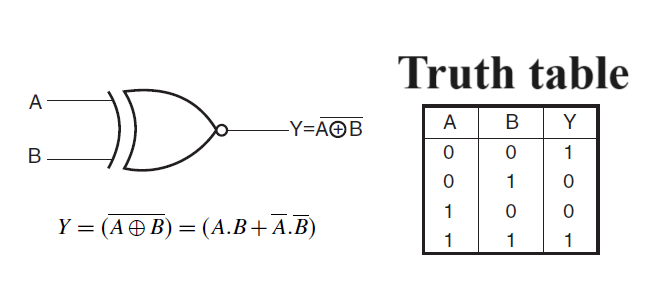 Truth table
A
B
Y=A̅⊕̅B̅
Y = (A̅ ⊕̅ B̅) = (A.B + A̅.B̅)
A B Y
0 0 1
0 1 0
1 0 0
1 1 1